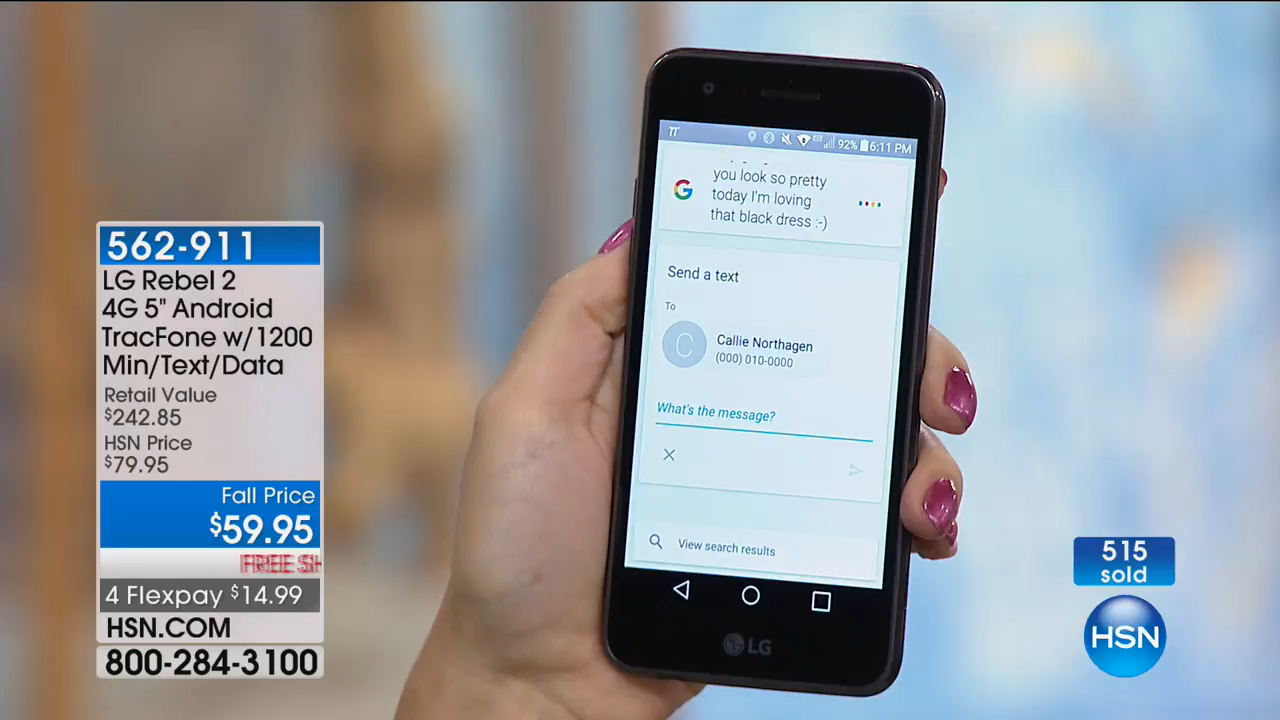 562-911
LG Rebel 2
4G 5" Android
TracFone w/1200
Min/Text/Data
Retail Value
$242.85
HSN Price
$79.95
Fall Price
$59.95
FREE SH
4 Flexpay $14.99
HSN.COM
800-284-3100
92% 6:11 PM
you look so pretty
today I'm loving
that black dress :-)
Send a text
To
C
Callie Northagen
(000) 010-0000
What's the message?
View search results
LG
515
sold
HSN